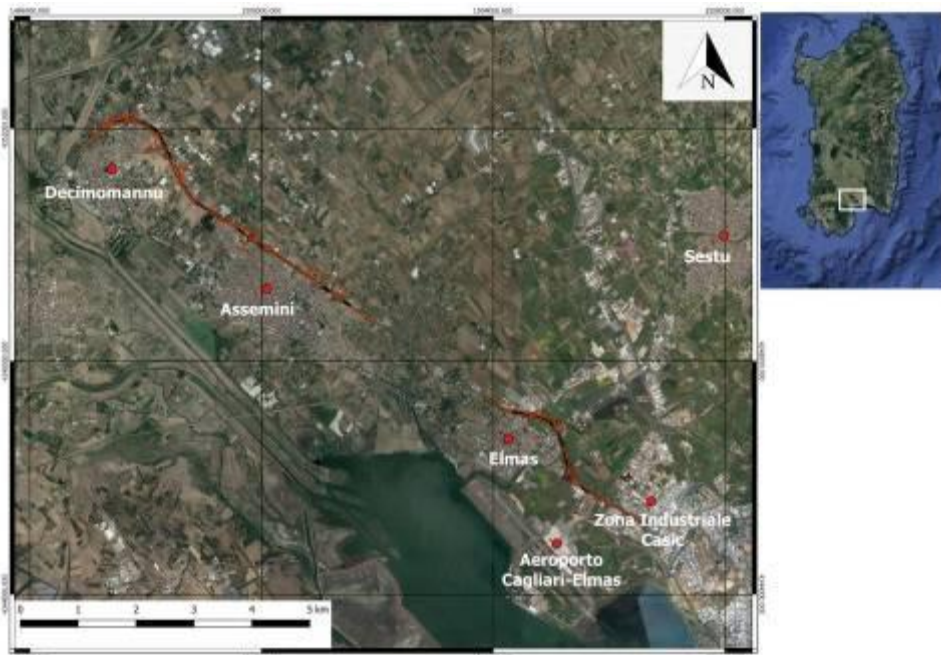 N
Decimomannu
Sestu
Assemini
Elmas
Zona Industriale
Casic
Aeroporto
Cagliari-Elmas
0 1 2 3 4 5 km